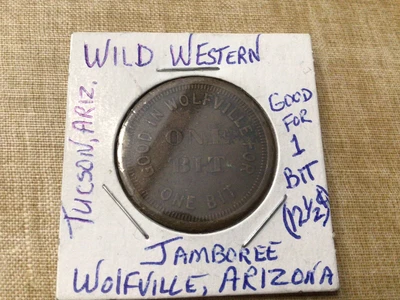 WILD WESTERN
TUCSON, ARIZ.
GOOD IN WOLFVILLE FOR
ONE
BIT
ONE BIT
GOOD
FOR
1
BIT
(12½¢)
JAMBOREE
WOlFVILLE, ARIZONA